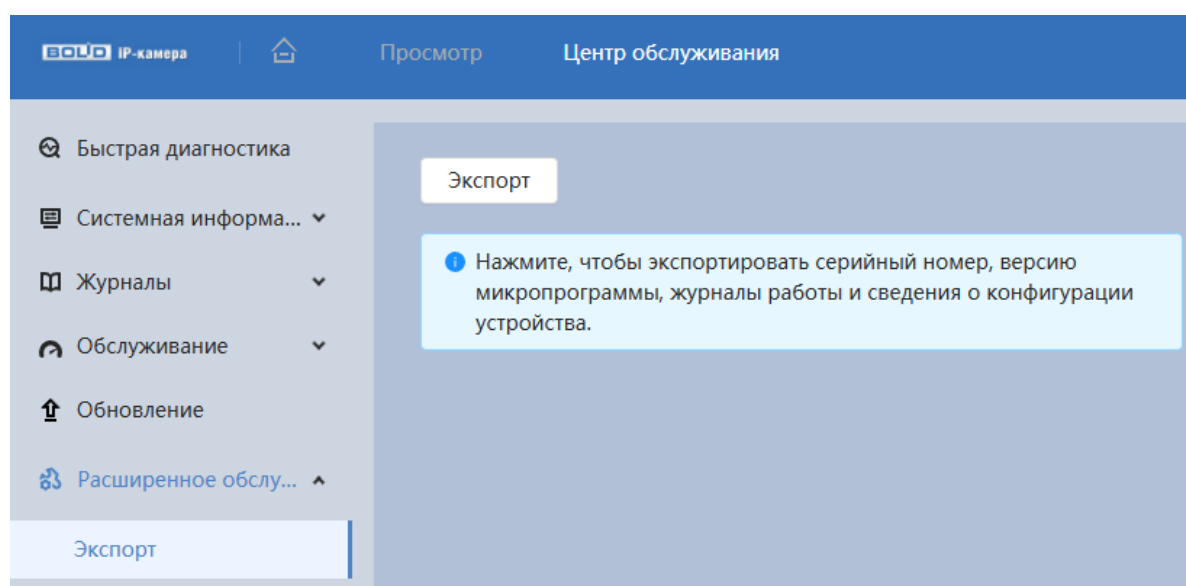 BOLID IP-камера
Просмотр
Центр обслуживания
Быстрая диагностика
Системная информа...
Журналы
Обслуживание
Обновление
Расширенное обслу...
Экспорт
Экспорт
Нажмите, чтобы экспортировать серийный номер, версию
микропрограммы, журналы работы и сведения о конфигурации
устройства.